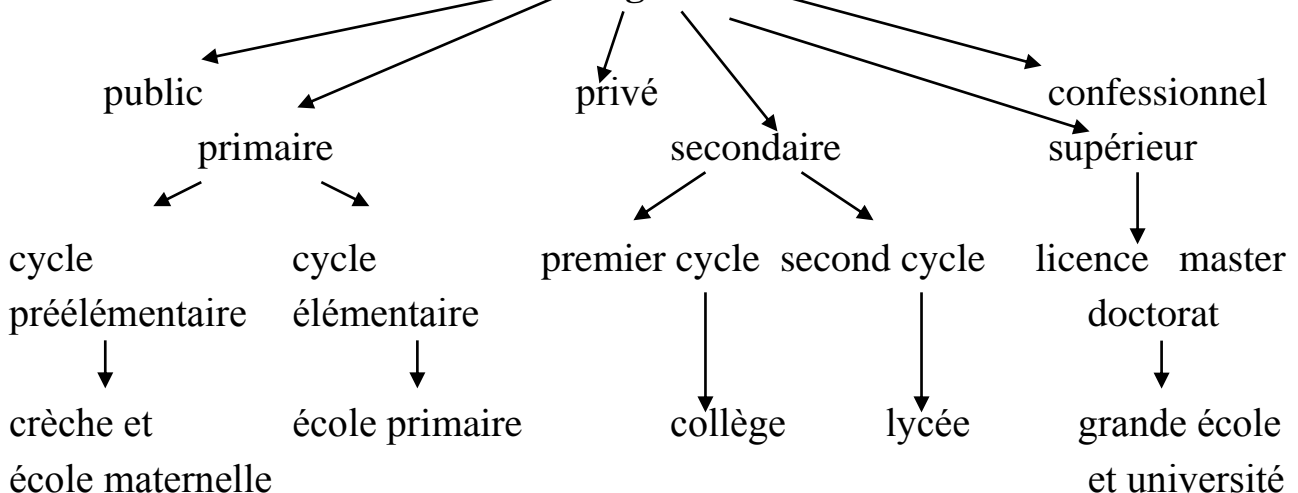 public privé confessionnel
primaire secondaire supérieur
cycle cycle premier cycle second cycle licence master
préélémentaire élémentaire doctorat
crèche et école primaire collège lycée grande école
école maternelle et université